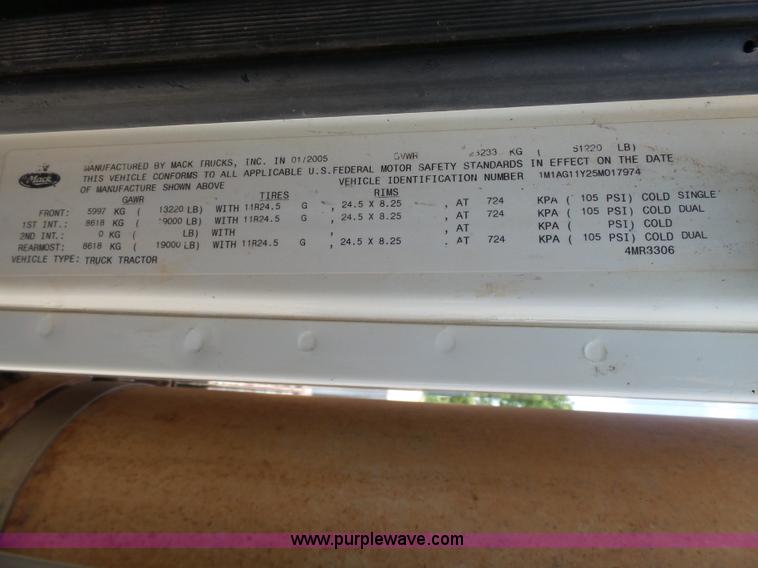 MANUFACTURED BY MACK TRUCKS, INC. IN 01/2005 GVWR 23233 KG ( 51220 LB)
THIS VEHICLE CONFORMS TO ALL APPLICABLE U.S.FEDERAL MOTOR SAFETY STANDARDS IN EFFECT ON THE DATE
OF MANUFACTURE SHOWN ABOVE VEHICLE IDENTIFICATION NUMBER 1M1AG11Y25M017974
Mack
GAWR TIRES RIMS
FRONT: 5997 KG ( 13220 LB) WITH 11R24.5 G , 24.5 X 8.25 , AT 724 KPA ( 105 PSI) COLD SINGLE
1ST INT.: 8618 KG ( 19000 LB) WITH 11R24.5 G , 24.5 X 8.25 , AT 724 KPA ( 105 PSI) COLD DUAL
2ND INT.: 0 KG ( LB) WITH , , AT KPA ( PSI) COLD
REARMOST: 8618 KG ( 19000 LB) WITH 11R24.5 G , 24.5 X 8.25 , AT 724 KPA ( 105 PSI) COLD DUAL
VEHICLE TYPE: TRUCK TRACTOR 4MR3306
www.purplewave.com